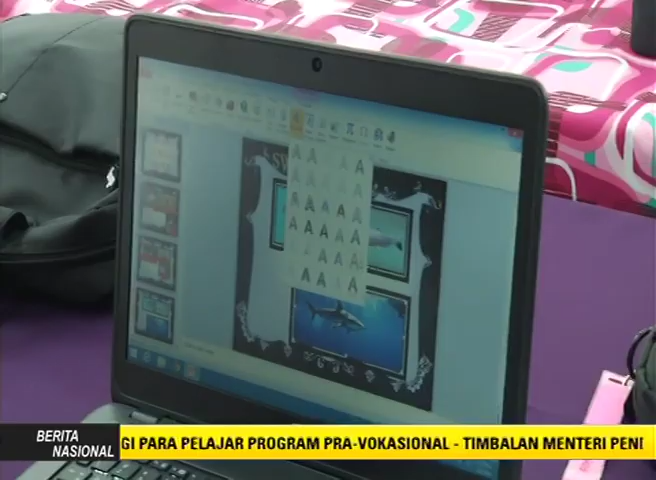 BERITA
NASIONAL
GI PARA PELAJAR PROGRAM PRA-VOKASIONAL - TIMBALAN MENTERI PENI